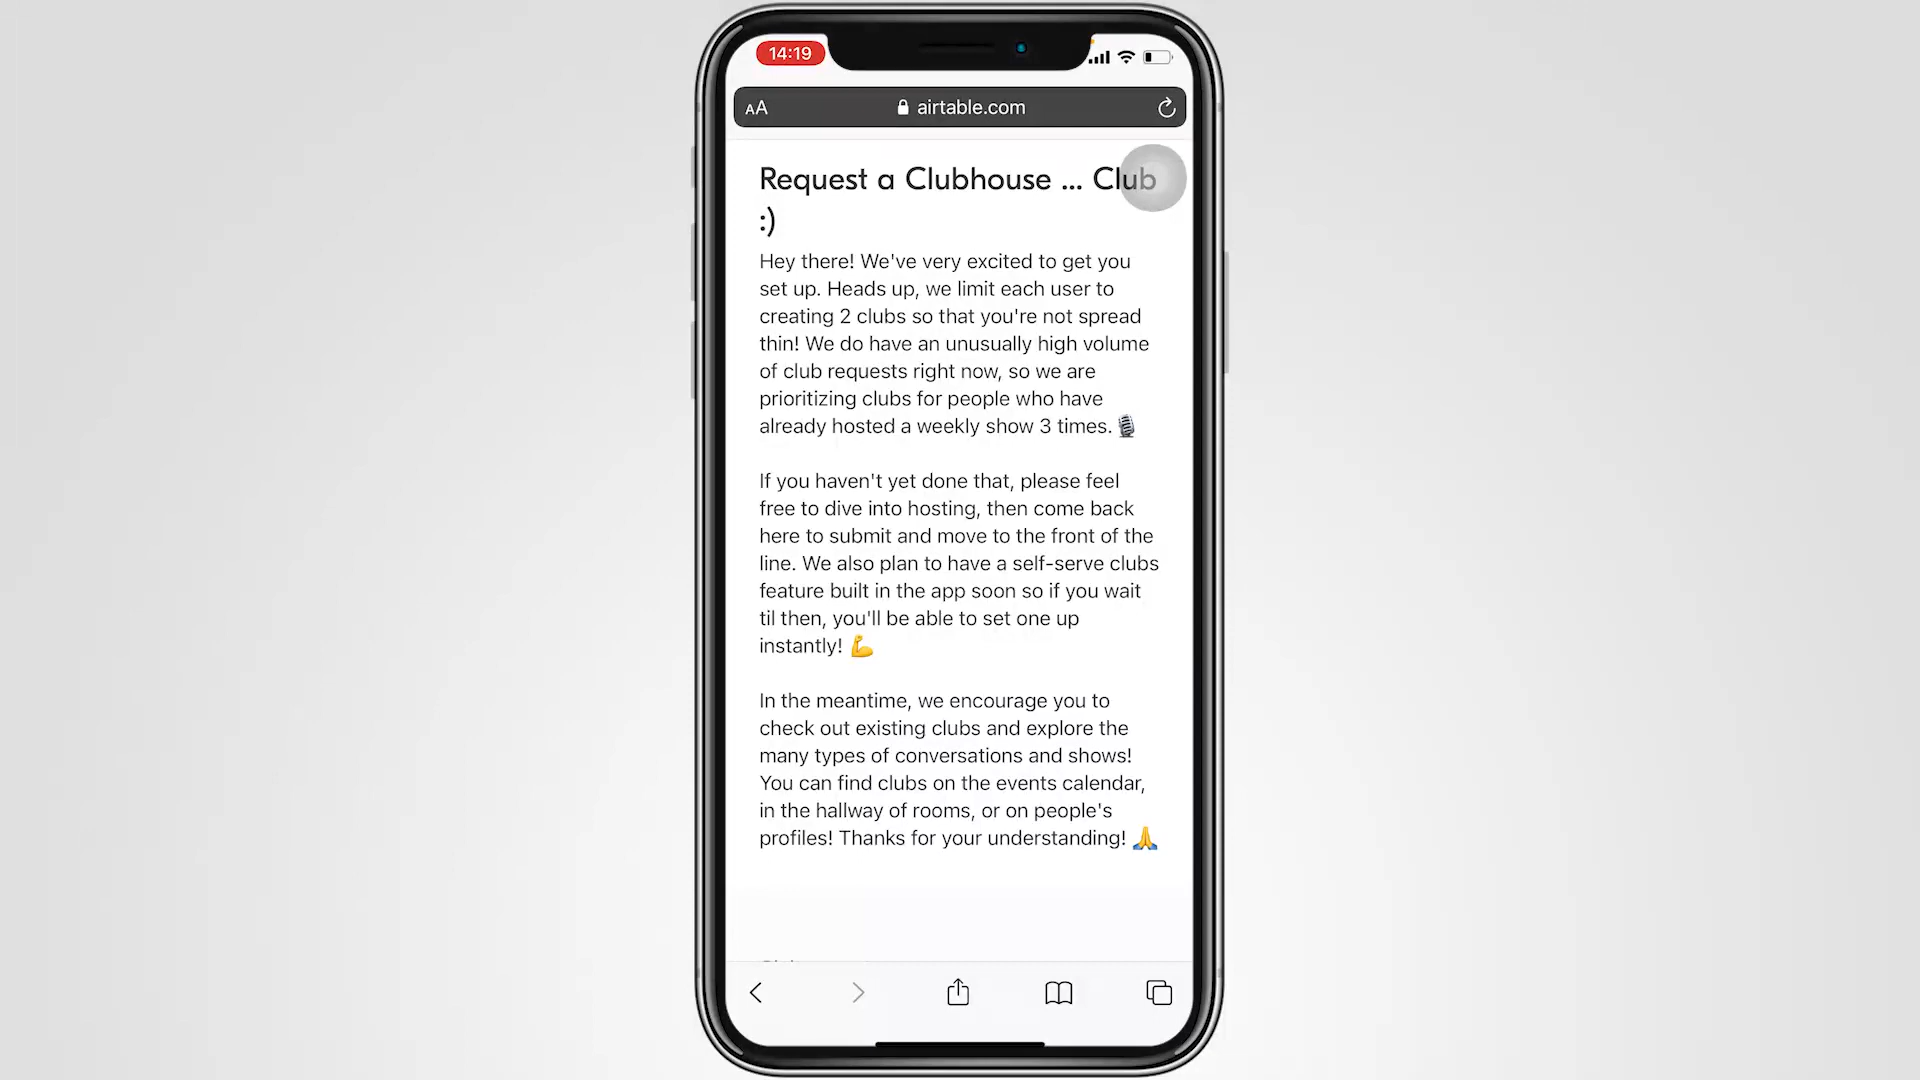 14:19
AA
airtable.com
Request a Clubhouse ... Club
:)
Hey there! We've very excited to get you
set up. Heads up, we limit each user to
creating 2 clubs so that you're not spread
thin! We do have an unusually high volume
of club requests right now, so we are
prioritizing clubs for people who have
already hosted a weekly show 3 times. 🎙️
If you haven't yet done that, please feel
free to dive into hosting, then come back
here to submit and move to the front of the
line. We also plan to have a self-serve clubs
feature built in the app soon so if you wait
til then, you'll be able to set one up
instantly! 💪
In the meantime, we encourage you to
check out existing clubs and explore the
many types of conversations and shows!
You can find clubs on the events calendar,
in the hallway of rooms, or on people's
profiles! Thanks for your understanding! 🙏